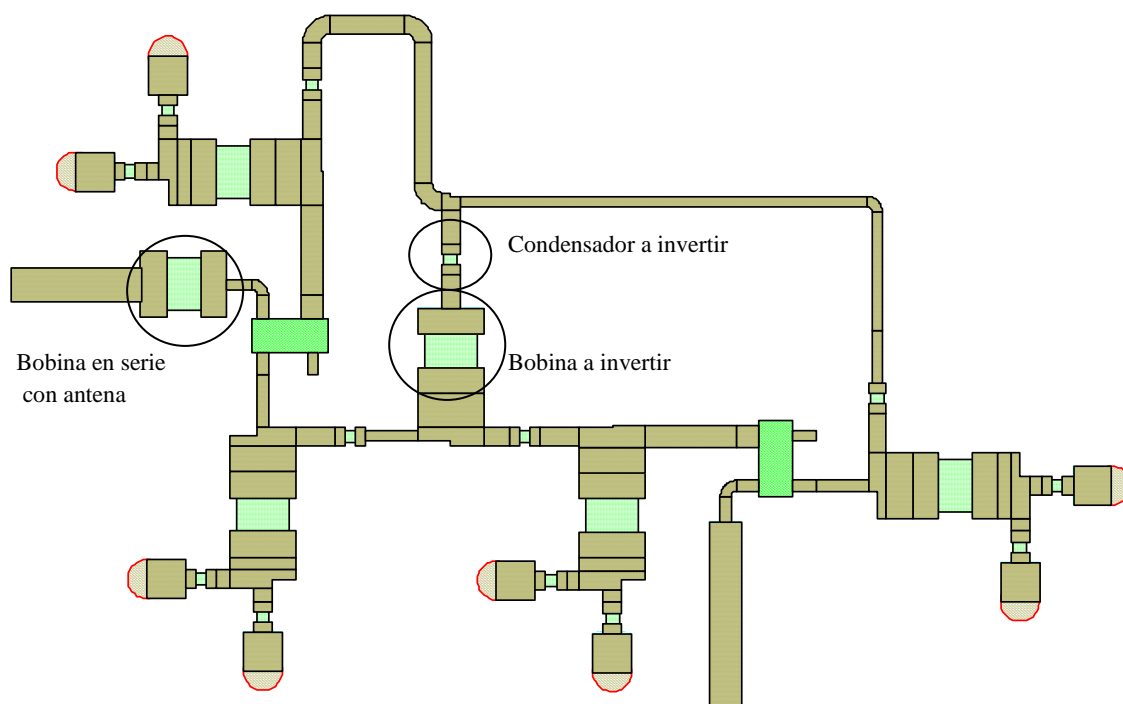 Condensador a invertir
Bobina en serie
con antena
Bobina a invertir